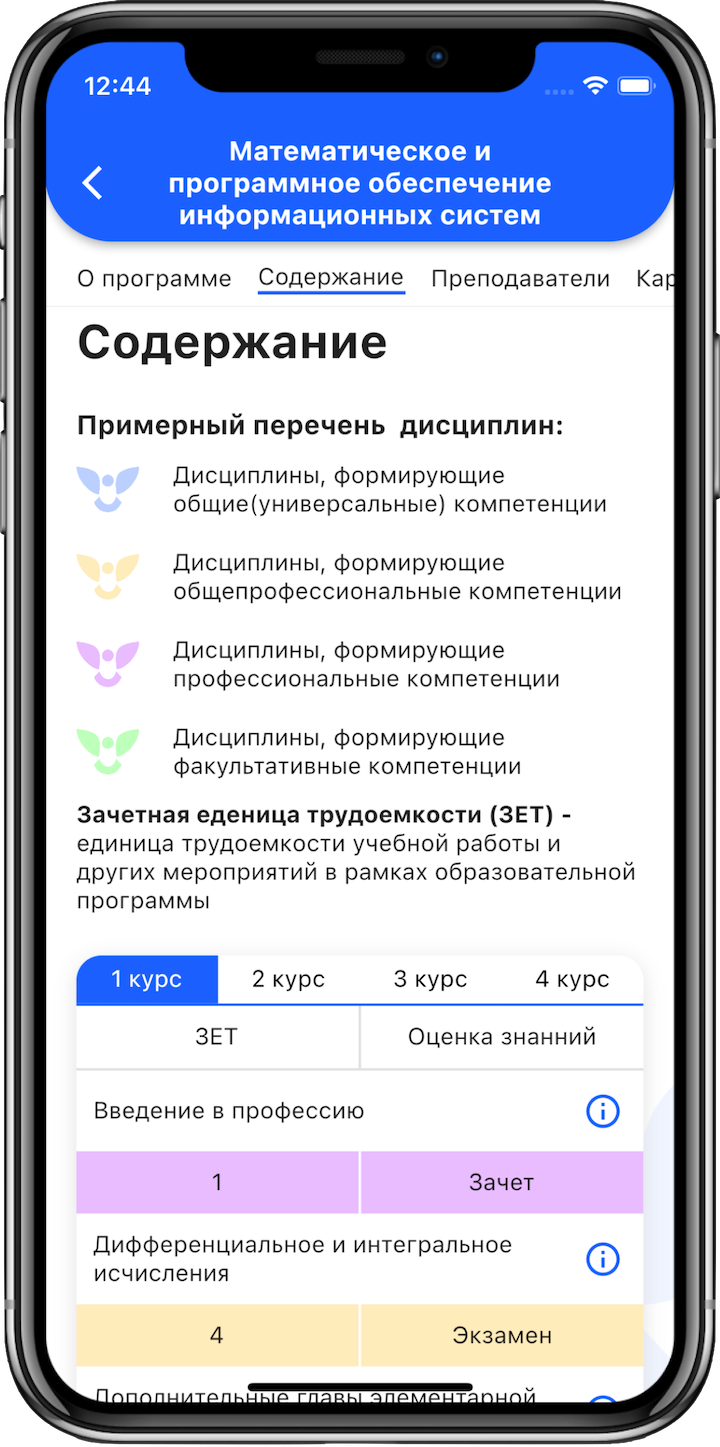 12:44
Математическое и
программное обеспечение
информационных систем
О программе Содержание Преподаватели Кар
Содержание
Примерный перечень дисциплин:
Дисциплины, формирующие
общие(универсальные) компетенции
Дисциплины, формирующие
общепрофессиональные компетенции
Дисциплины, формирующие
профессиональные компетенции
Дисциплины, формирующие
факультативные компетенции
Зачетная еденица трудоемкости (ЗЕТ) -
единица трудоемкости учебной работы и
других мероприятий в рамках образовательной
программы
1 курс 2 курс 3 курс 4 курс
ЗЕТ Оценка знанний
Введение в профессию
1 Зачет
Дифференциальное и интегральное
исчисления
4 Экзамен
Дополнительные главы элементарной